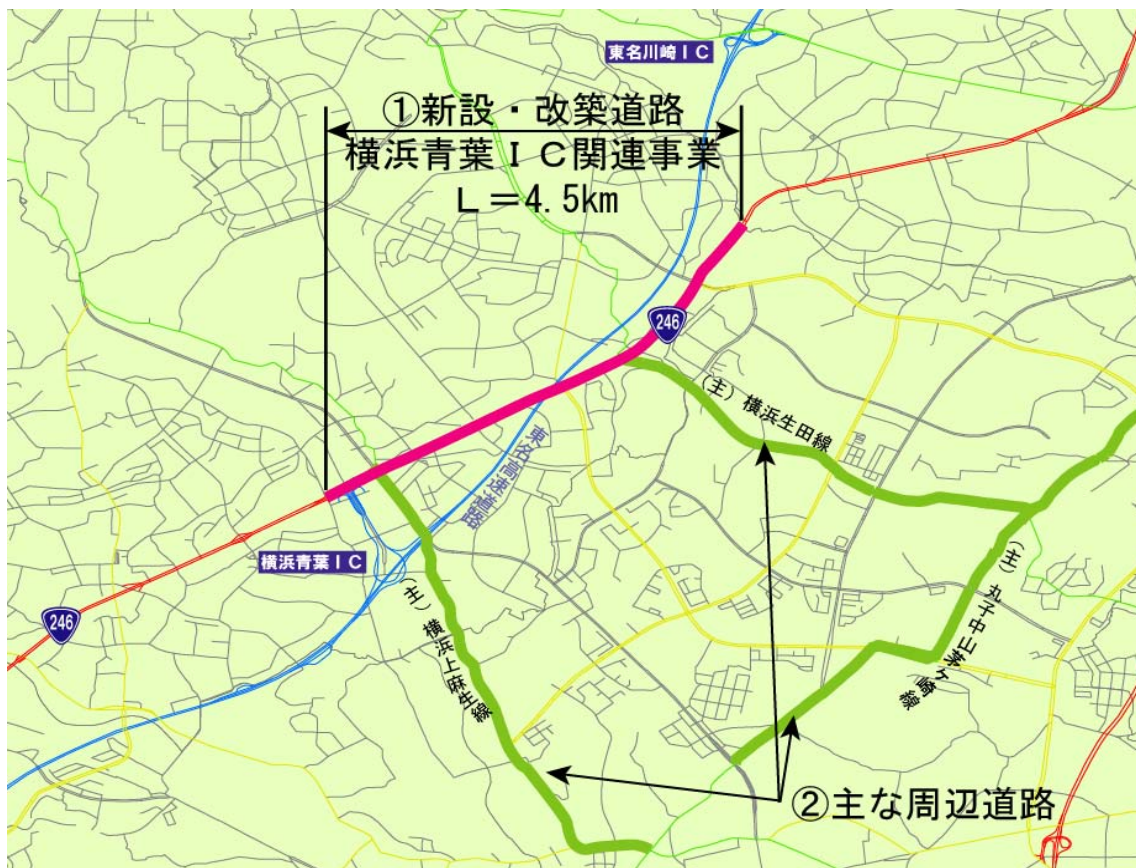 東名川崎ＩＣ
①新設・改築道路
横浜青葉ＩＣ関連事業
Ｌ＝4.5km
246
(主)横浜生田線
東名高速道路
横浜青葉ＩＣ
(主)横浜上麻生線
(主)丸子中山茅ヶ崎線
246
②主な周辺道路